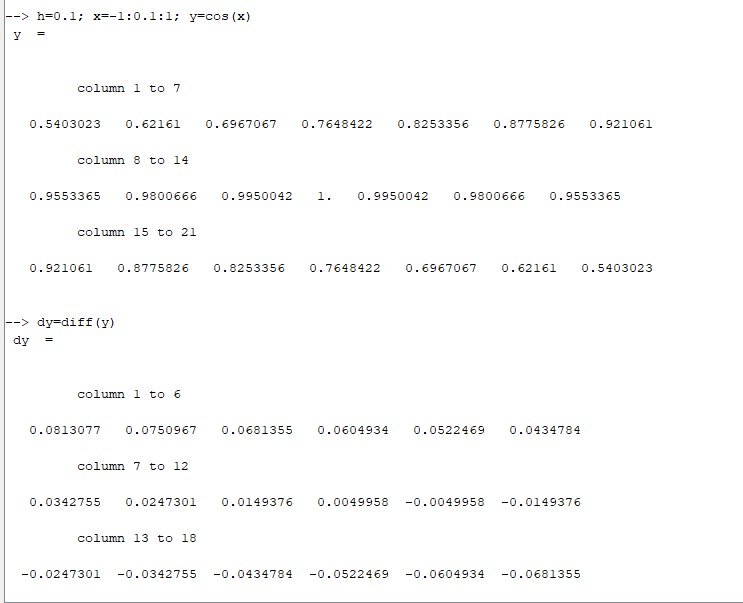 --> h=0.1; x=-1:0.1:1; y=cos(x)
y =
column 1 to 7
0.5403023 0.62161 0.6967067 0.7648422 0.8253356 0.8775826 0.921061
column 8 to 14
0.9553365 0.9800666 0.9950042 1. 0.9950042 0.9800666 0.9553365
column 15 to 21
0.921061 0.8775826 0.8253356 0.7648422 0.6967067 0.62161 0.5403023
--> dy=diff(y)
dy =
column 1 to 6
0.0813077 0.0750967 0.0681355 0.0604934 0.0522469 0.0434784
column 7 to 12
0.0342755 0.0247301 0.0149376 0.0049958 -0.0049958 -0.0149376
column 13 to 18
-0.0247301 -0.0342755 -0.0434784 -0.0522469 -0.0604934 -0.0681355